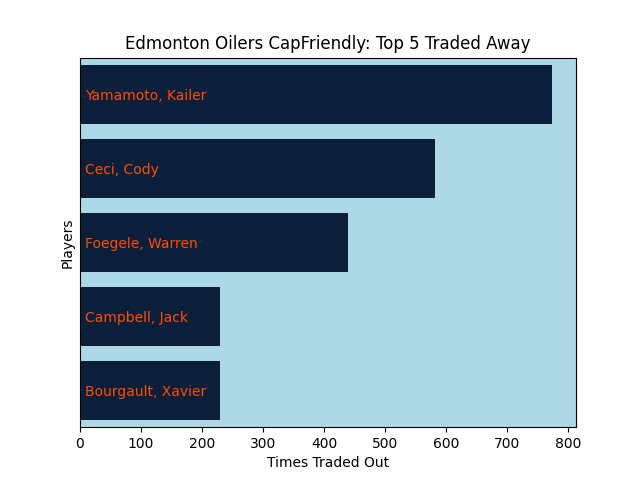 Edmonton Oilers CapFriendly: Top 5 Traded Away
Players
Yamamoto, Kailer
Ceci, Cody
Foegele, Warren
Campbell, Jack
Bourgault, Xavier
0 100 200 300 400 500 600 700 800
Times Traded Out